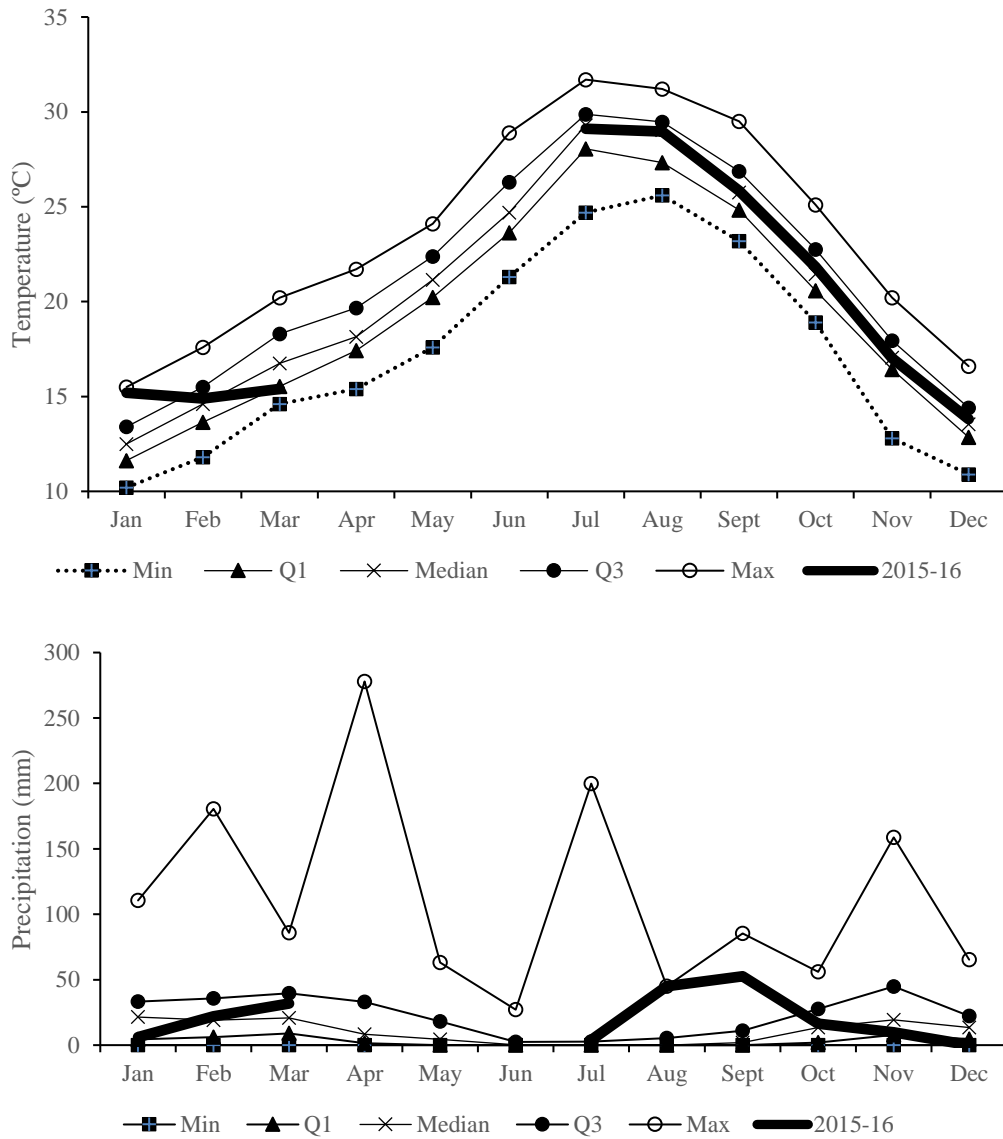 35
30
25
20
15
10
Temperature (ºC)
Jan Feb Mar Apr May Jun Jul Aug Sept Oct Nov Dec
Min Q1 Median Q3 Max 2015-16
300
250
200
150
100
50
0
Precipitation (mm)
Jan Feb Mar Apr May Jun Jul Aug Sept Oct Nov Dec
Min Q1 Median Q3 Max 2015-16